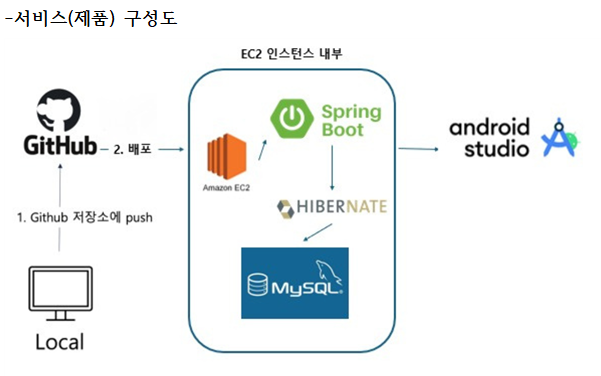 -서비스(제품) 구성도
EC2 인스턴스 내부
GitHub
2. 배포
Amazon EC2
Spring
Boot
android
studio
HIBERNATE
1. Github 저장소에 push
MySQL
Local